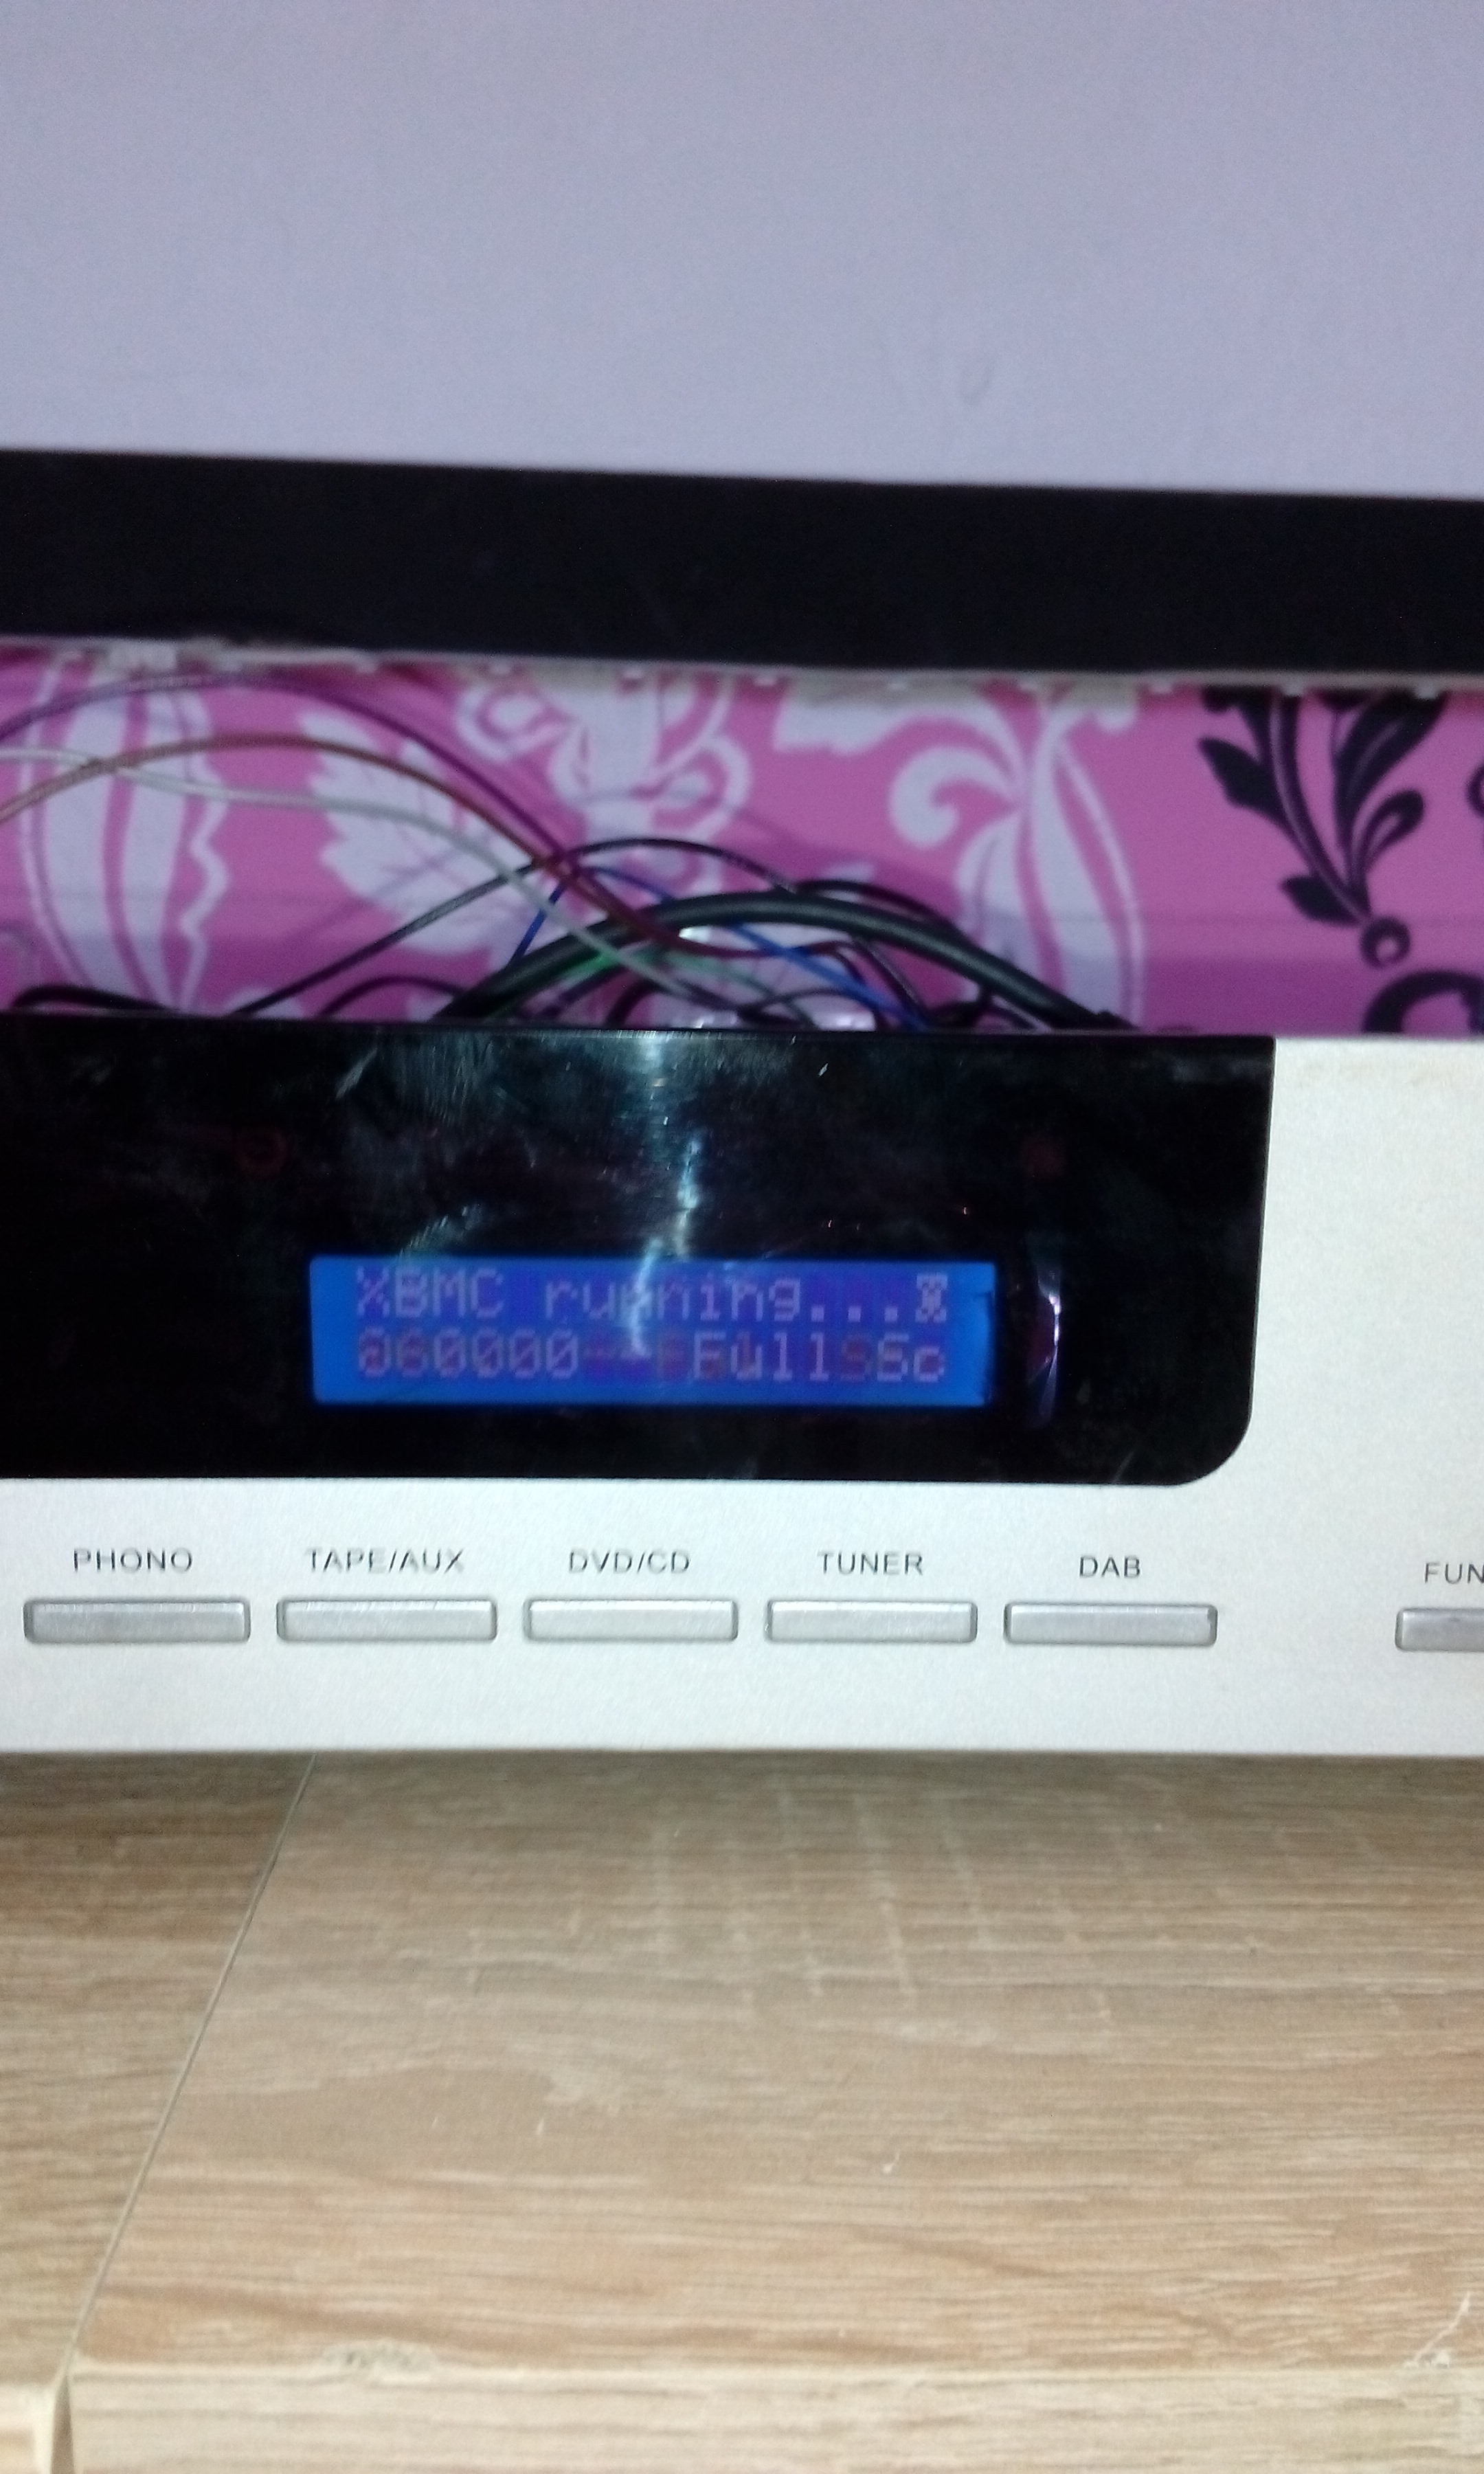 XBMC running...
PHONO TAPE/AUX DVD/CD TUNER DAB FUN